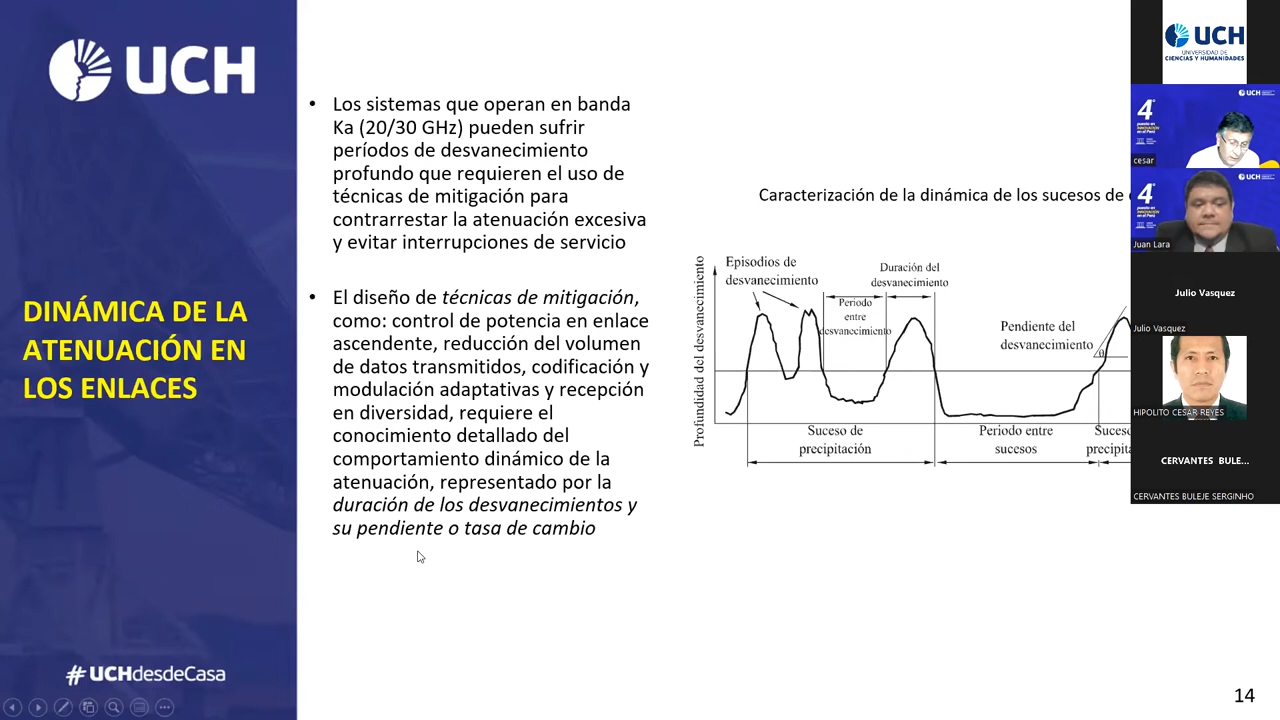 UCH
DINÁMICA DE LA
ATENUACIÓN EN
LOS ENLACES
#UCHdesdeCasa
• Los sistemas que operan en banda
Ka (20/30 GHz) pueden sufrir
períodos de desvanecimiento
profundo que requieren el uso de
técnicas de mitigación para
contrarrestar la atenuación excesiva
y evitar interrupciones de servicio
• El diseño de técnicas de mitigación,
como: control de potencia en enlace
ascendente, reducción del volumen
de datos transmitidos, codificación y
modulación adaptativas y recepción
en diversidad, requiere el
conocimiento detallado del
comportamiento dinámico de la
atenuación, representado por la
duración de los desvanecimientos y
su pendiente o tasa de cambio
Caracterización de la dinámica de los sucesos de
Profundidad del desvanecimiento
Episodios de
desvanecimiento
Periodo
entre
desvanecimiento
Duración del
desvanecimiento
Pendiente del
desvanecimiento
θ
Suceso de
precipitación
Periodo entre
sucesos
Suceso
precipita
14
UCH
UNIVERSIDAD DE
CIENCIAS Y HUMANIDADES
UCH
4°
cesar
UCH
4°
Juan Lara
Julio Vasquez
Julio Vasquez
HIPOLITO CESAR REYES
CERVANTES BULE...
CERVANTES BULEJE SERGINHO